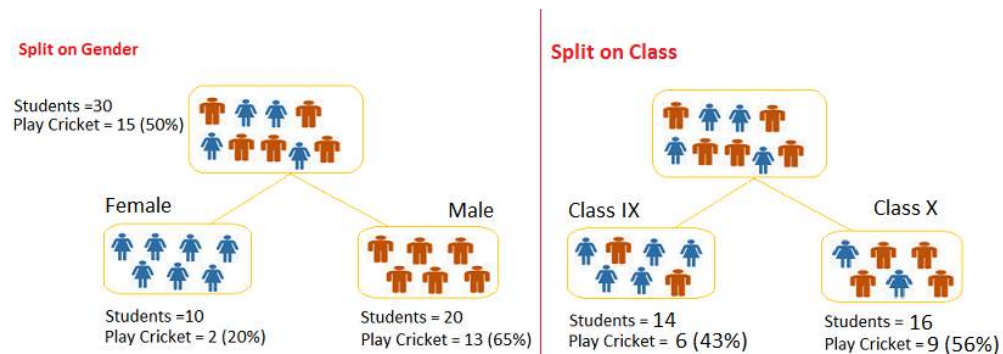 Split on Gender
Students =30
Play Cricket = 15 (50%)
Female
Male
Students =10
Play Cricket = 2 (20%)
Students = 20
Play Cricket = 13 (65%)
Split on Class
Class IX
Class X
Students = 14
Play Cricket = 6 (43%)
Students = 16
Play Cricket = 9 (56%)